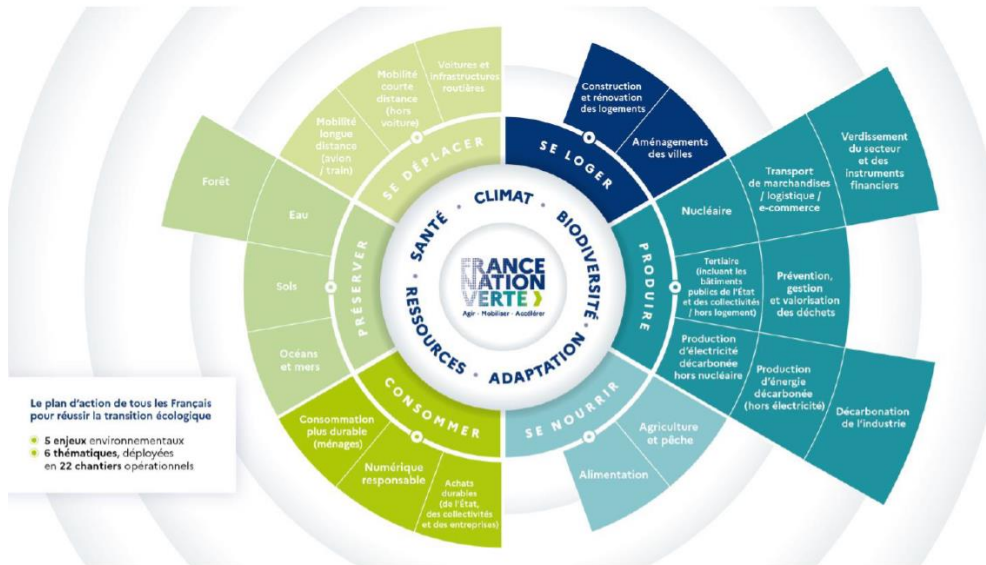 FRANCE
NATION
VERTE
Agir • Mobiliser • Accélérer
CLIMAT • BIODIVERSITÉ • ADAPTATION • RESSOURCES • SANTÉ •
SE DÉPLACER
Mobilité
longue
distance
(avion
/ train)
Mobilité
courte
distance
(hors
voiture)
Voitures et
infrastructures
routières
SE LOGER
Construction
et rénovation
des logements
Aménagements
des villes
PRODUIRE
Nucléaire
Transport
de marchandises
/ logistique /
e-commerce
Verdissement
du secteur
et des
instruments
financiers
Tertiaire
(incluant les
bâtiments
publics de l'État
et des collectivités
/ hors logement)
Prévention,
gestion
et valorisation
des déchets
Production
d'électricité
décarbonée
hors nucléaire
Production
d'énergie
décarbonée
(hors électricité)
Décarbonation
de l'industrie
SE NOURRIR
Agriculture
et pêche
Alimentation
CONSOMMER
Consommation
plus durable
(ménages)
Numérique
responsable
Achats
durables
(de l'État,
des collectivités
et des entreprises)
PRÉSERVER
Forêt
Eau
Sols
Océans
et mers
Le plan d'action de tous les Français
pour réussir la transition écologique
5 enjeux environnementaux
6 thématiques, déployées
en 22 chantiers opérationnels